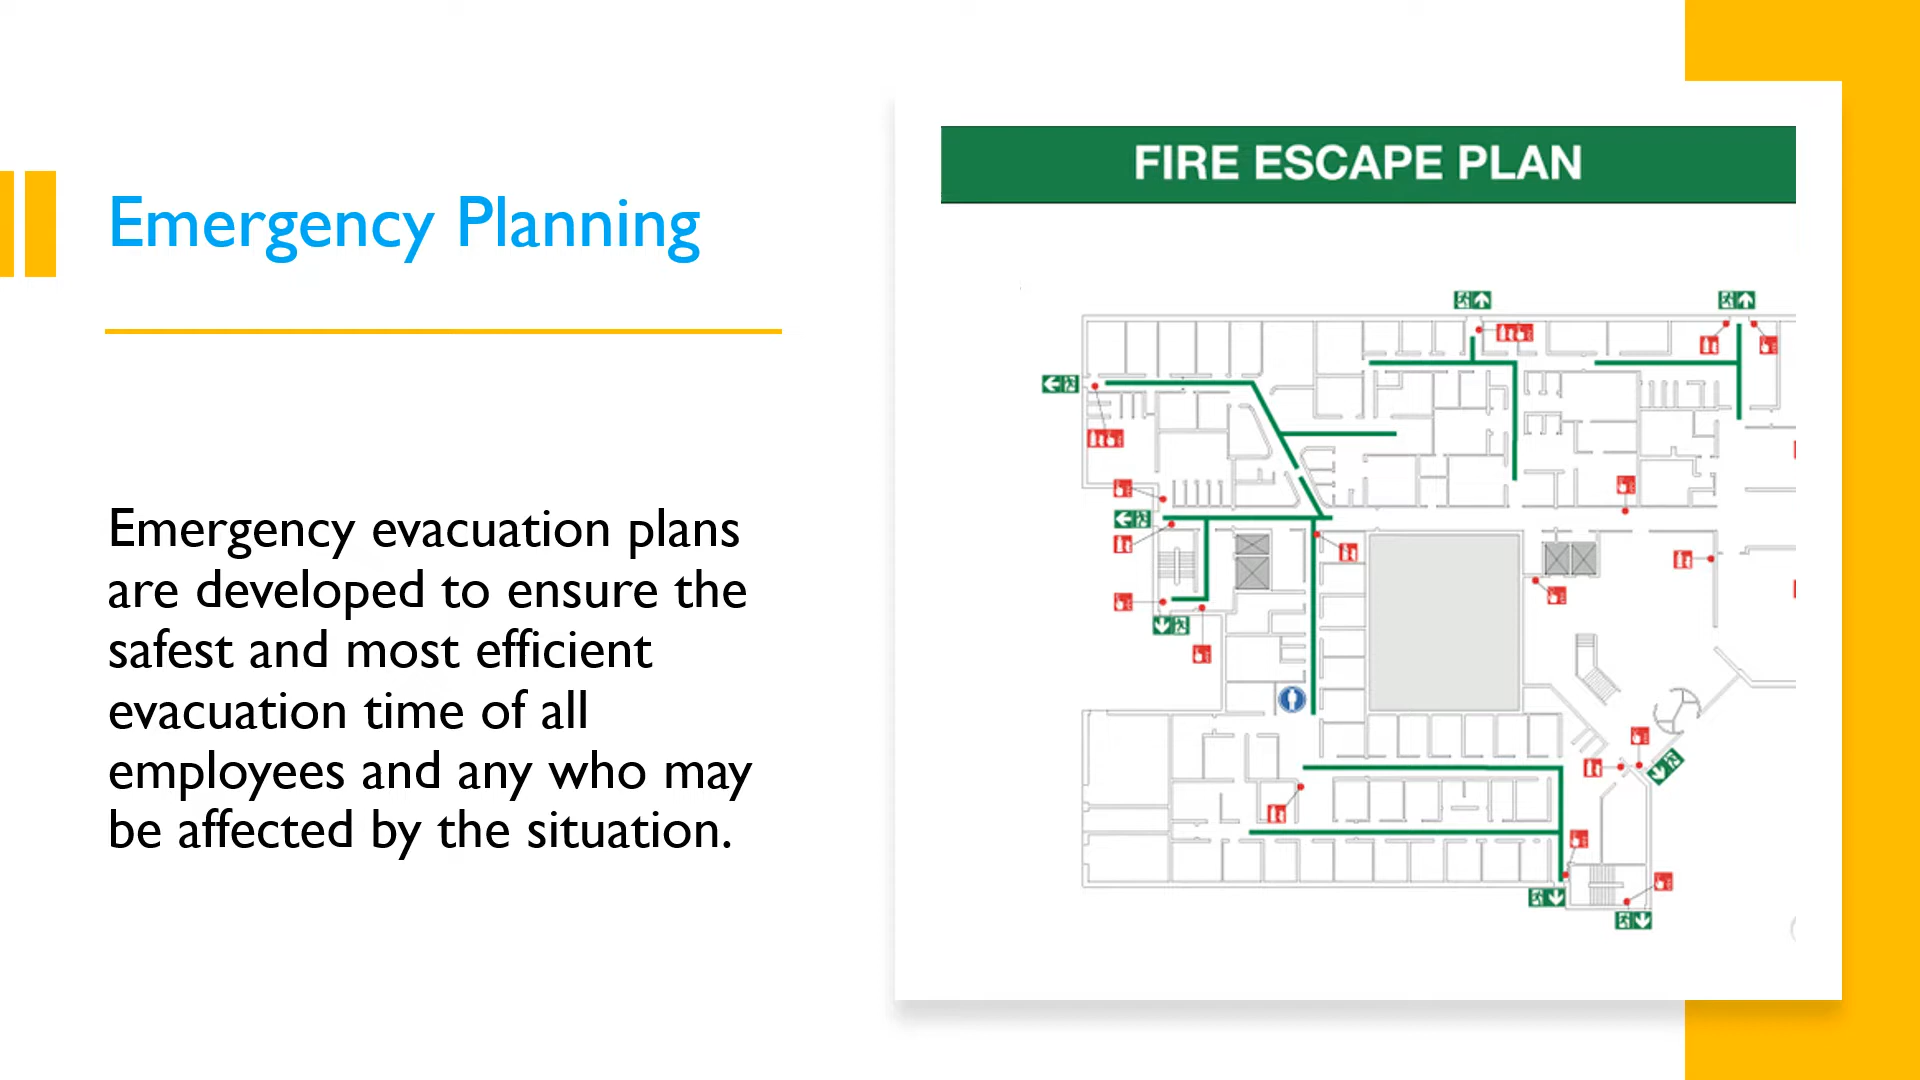 Emergency Planning
Emergency evacuation plans
are developed to ensure the
safest and most efficient
evacuation time of all
employees and any who may
be affected by the situation.
FIRE ESCAPE PLAN